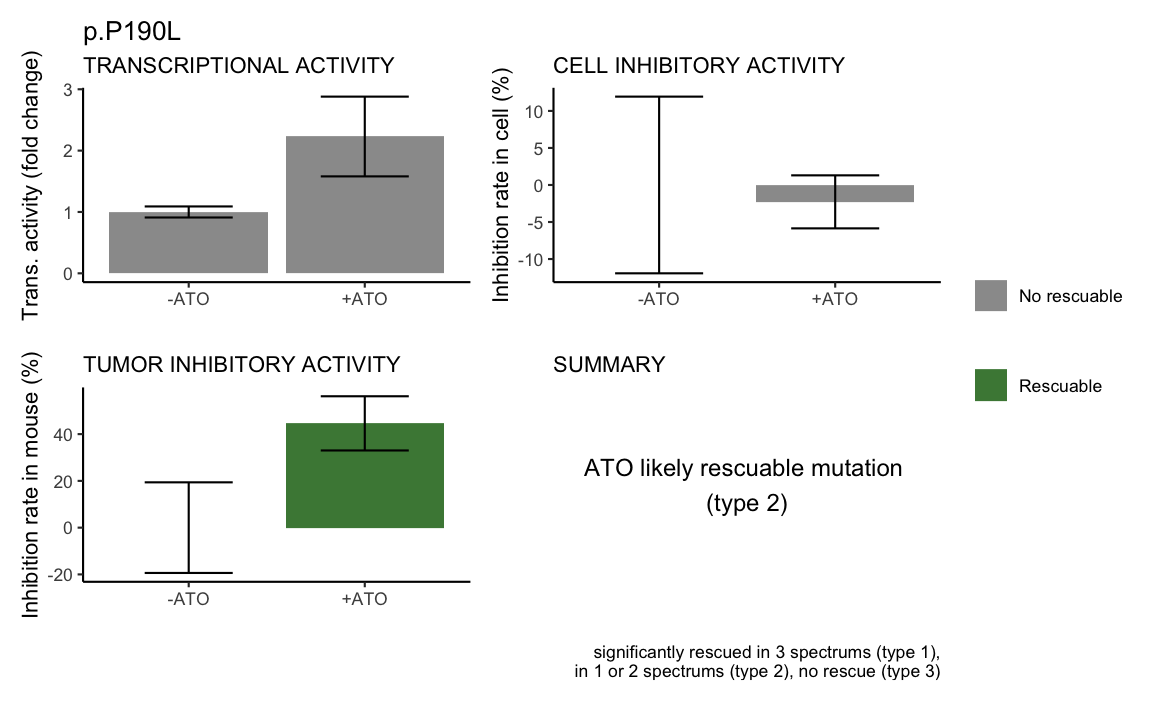 p.P190L
TRANSCRIPTIONAL ACTIVITY
Trans. activity (fold change)
3
2
1
0
-ATO
+ATO
CELL INHIBITORY ACTIVITY
Inhibition rate in cell (%)
10
5
0
-5
-10
-ATO
+ATO
No rescuable
Rescuable
TUMOR INHIBITORY ACTIVITY
Inhibition rate in mouse (%)
40
20
0
-20
-ATO
+ATO
SUMMARY
ATO likely rescuable mutation
(type 2)
significantly rescued in 3 spectrums (type 1),
in 1 or 2 spectrums (type 2), no rescue (type 3)